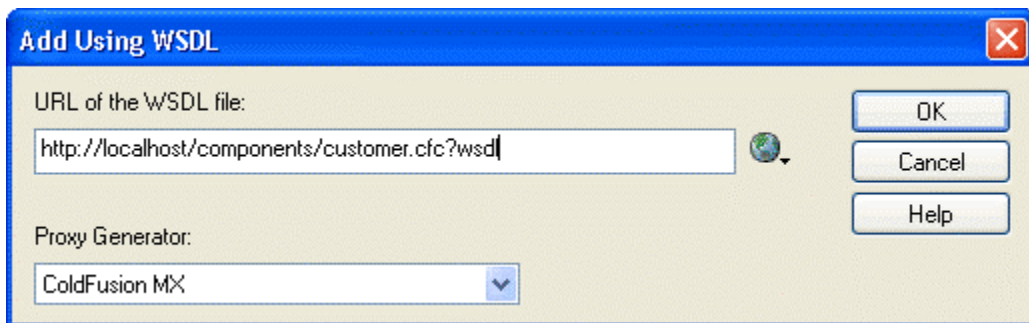 Add Using WSDL
URL of the WSDL file:
http://localhost/components/customer.cfc?wsdl
OK
Cancel
Help
Proxy Generator:
ColdFusion MX